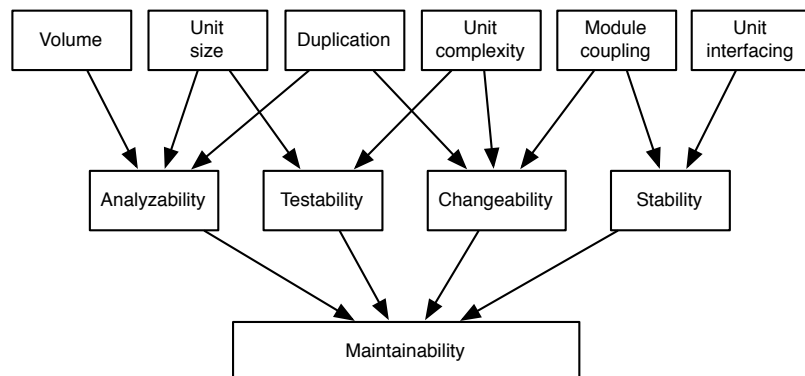 Volume
Unit
size
Duplication
Unit
complexity
Module
coupling
Unit
interfacing
Analyzability
Testability
Changeability
Stability
Maintainability